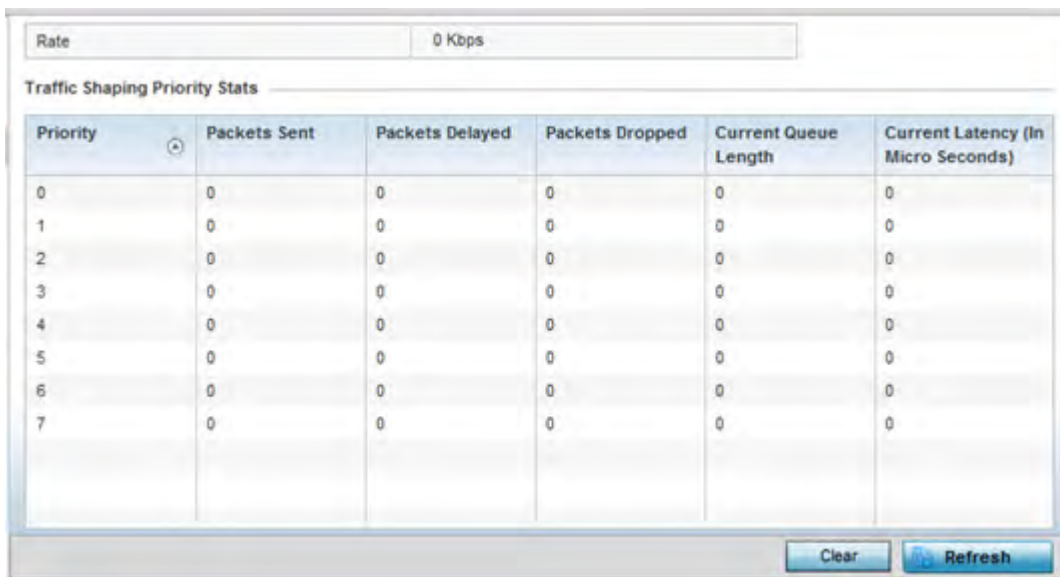 Rate 0 Kbps
Traffic Shaping Priority Stats
Priority Packets Sent Packets Delayed Packets Dropped Current Queue Length Current Latency (In Micro Seconds)
0 0 0 0 0 0
1 0 0 0 0 0
2 0 0 0 0 0
3 0 0 0 0 0
4 0 0 0 0 0
5 0 0 0 0 0
6 0 0 0 0 0
7 0 0 0 0 0
Clear Refresh